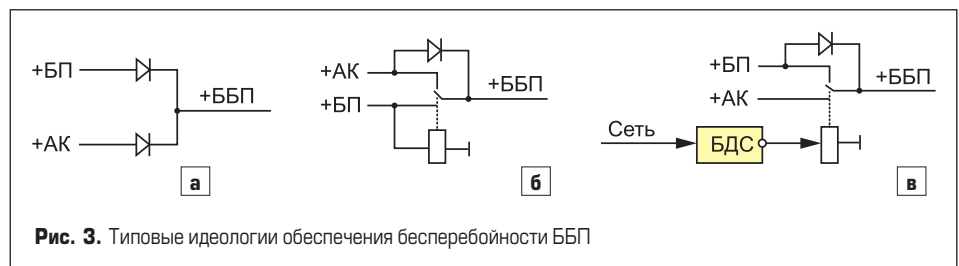 +БП
+АК
+ББП
а
+АК
+БП
+ББП
б
+БП
+АК
+ББП
Сеть
БДС
в
Рис. 3. Типовые идеологии обеспечения бесперебойности ББП